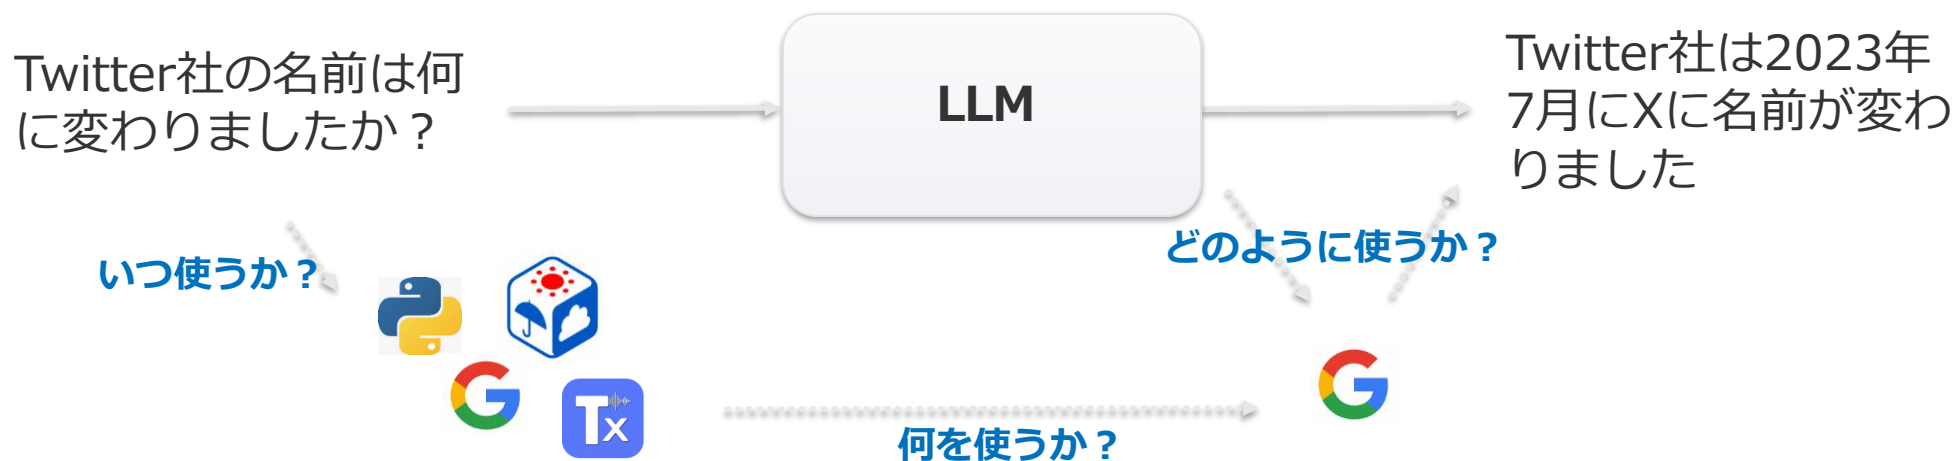 Twitter社の名前は何
に変わりましたか？
LLM
Twitter社は2023年
7月にXに名前が変わ
りました
いつ使うか？
どのように使うか？
何を使うか？
Tx